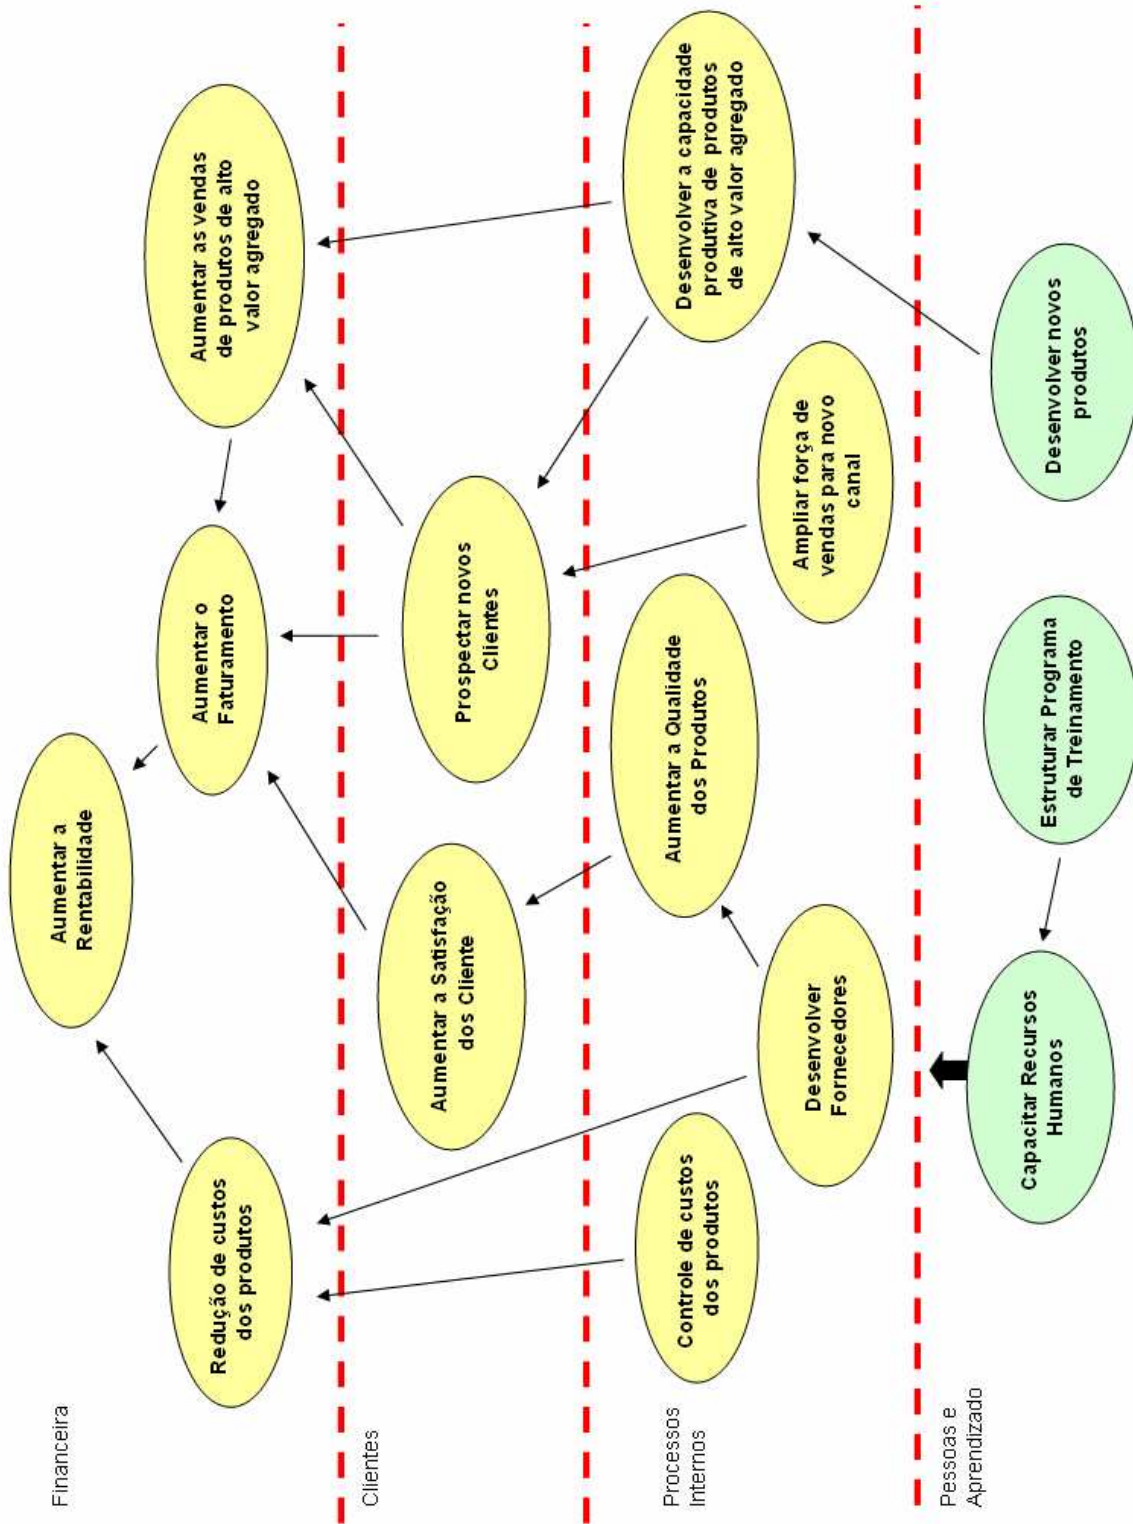 Financeira
Aumentar a
Rentabilidade
Redução de custos
dos produtos
Aumentar o
Faturamento
Aumentar as vendas
de produtos de alto
valor agregado
Clientes
Aumentar a Satisfação
dos Cliente
Prospectar novos
Clientes
Processos
Internos
Controle de custos
dos produtos
Desenvolver
Fornecedores
Aumentar a Qualidade
dos Produtos
Ampliar força de
vendas para novo
canal
Desenvolver a capacidade
produtiva de produtos
de alto valor agregado
Pessoas e
Aprendizado
Capacitar Recursos
Humanos
Estruturar Programa
de Treinamento
Desenvolver novos
produtos